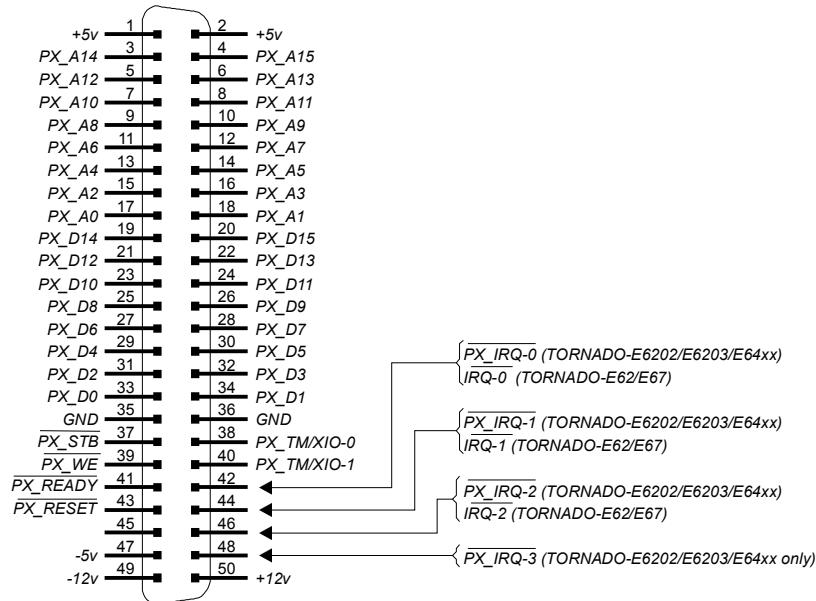 +5v 1 2 +5v
PX_A14 3 4 PX_A15
PX_A12 5 6 PX_A13
PX_A10 7 8 PX_A11
PX_A8 9 10 PX_A9
PX_A6 11 12 PX_A7
PX_A4 13 14 PX_A5
PX_A2 15 16 PX_A3
PX_A0 17 18 PX_A1
PX_D14 19 20 PX_D15
PX_D12 21 22 PX_D13
PX_D10 23 24 PX_D11
PX_D8 25 26 PX_D9
PX_D6 27 28 PX_D7
PX_D4 29 30 PX_D5
PX_D2 31 32 PX_D3
PX_D0 33 34 PX_D1
GND 35 36 GND
PX_STB 37 38 PX_TM/XIO-0
PX_WE 39 40 PX_TM/XIO-1
PX_READY 41 42
PX_RESET 43 44
45 46
-5v 47 48
-12v 49 50 +12v
PX_IRQ-0 (TORNADO-E6202/E6203/E64xx)
IRQ-0 (TORNADO-E62/E67)
PX_IRQ-1 (TORNADO-E6202/E6203/E64xx)
IRQ-1 (TORNADO-E62/E67)
PX_IRQ-2 (TORNADO-E6202/E6203/E64xx)
IRQ-2 (TORNADO-E62/E67)
PX_IRQ-3 (TORNADO-E6202/E6203/E64xx only)